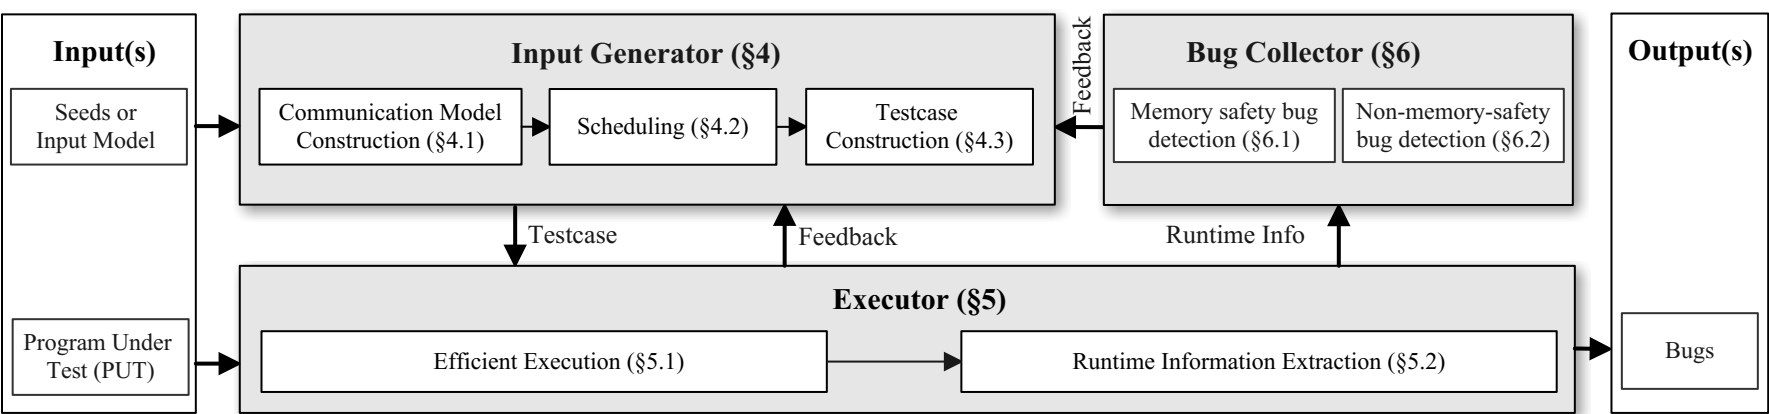 Input(s)
Seeds or
Input Model
Program Under
Test (PUT)
Input Generator (§4)
Communication Model
Construction (§4.1)
Scheduling (§4.2)
Testcase
Construction (§4.3)
Feedback
Bug Collector (§6)
Memory safety bug
detection (§6.1)
Non-memory-safety
bug detection (§6.2)
Testcase
Feedback
Runtime Info
Executor (§5)
Efficient Execution (§5.1)
Runtime Information Extraction (§5.2)
Output(s)
Bugs